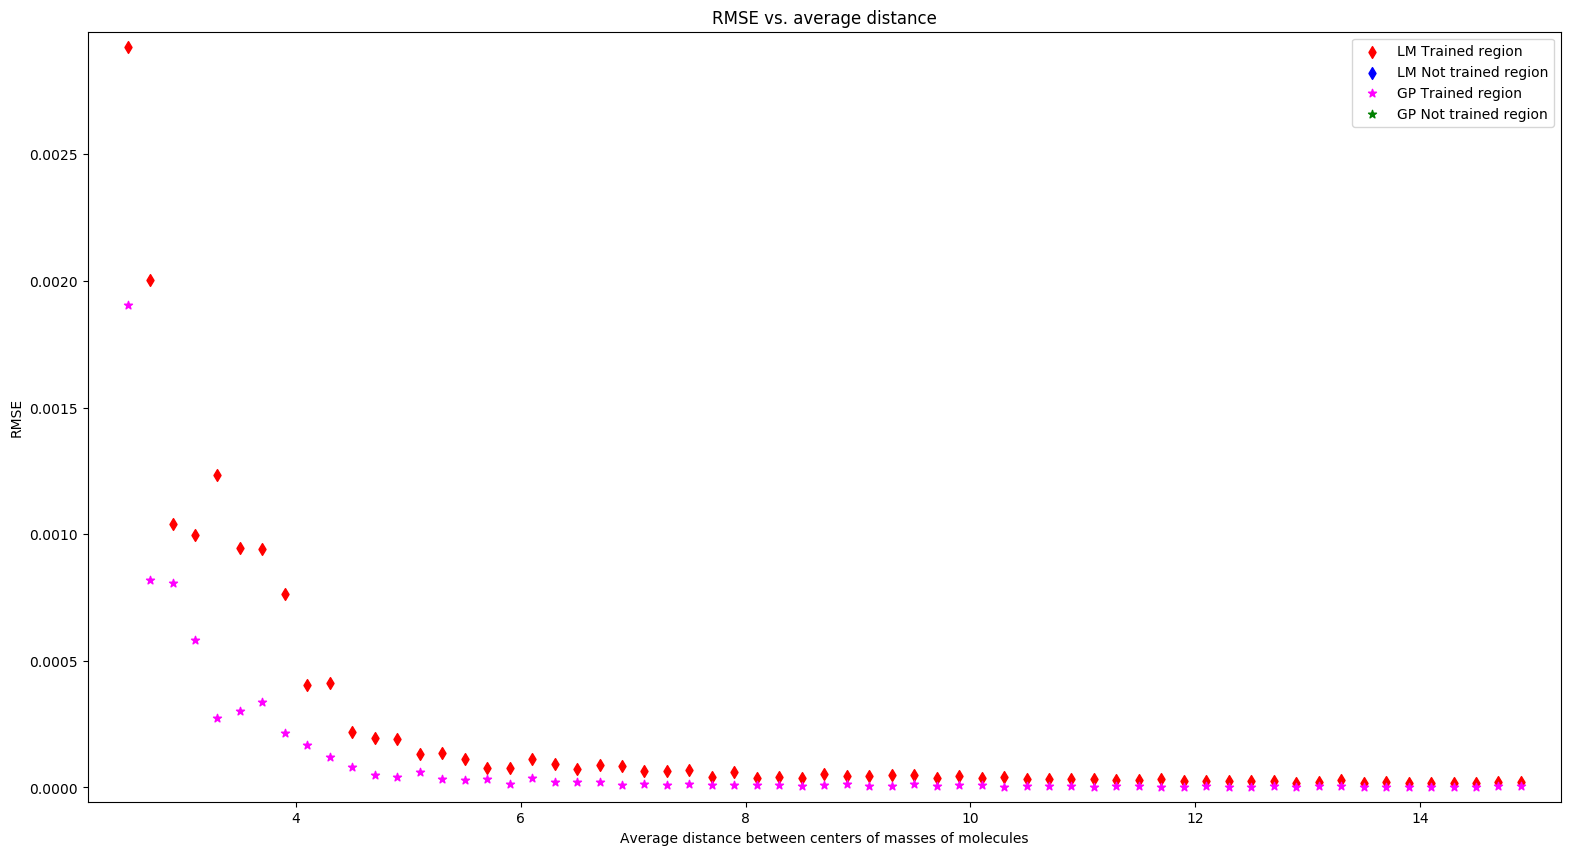 RMSE vs. average distance
LM Trained region
LM Not trained region
GP Trained region
GP Not trained region
0.0025
0.0020
0.0015
0.0010
0.0005
0.0000
RMSE
4
6
8
10
12
14
Average distance between centers of masses of molecules